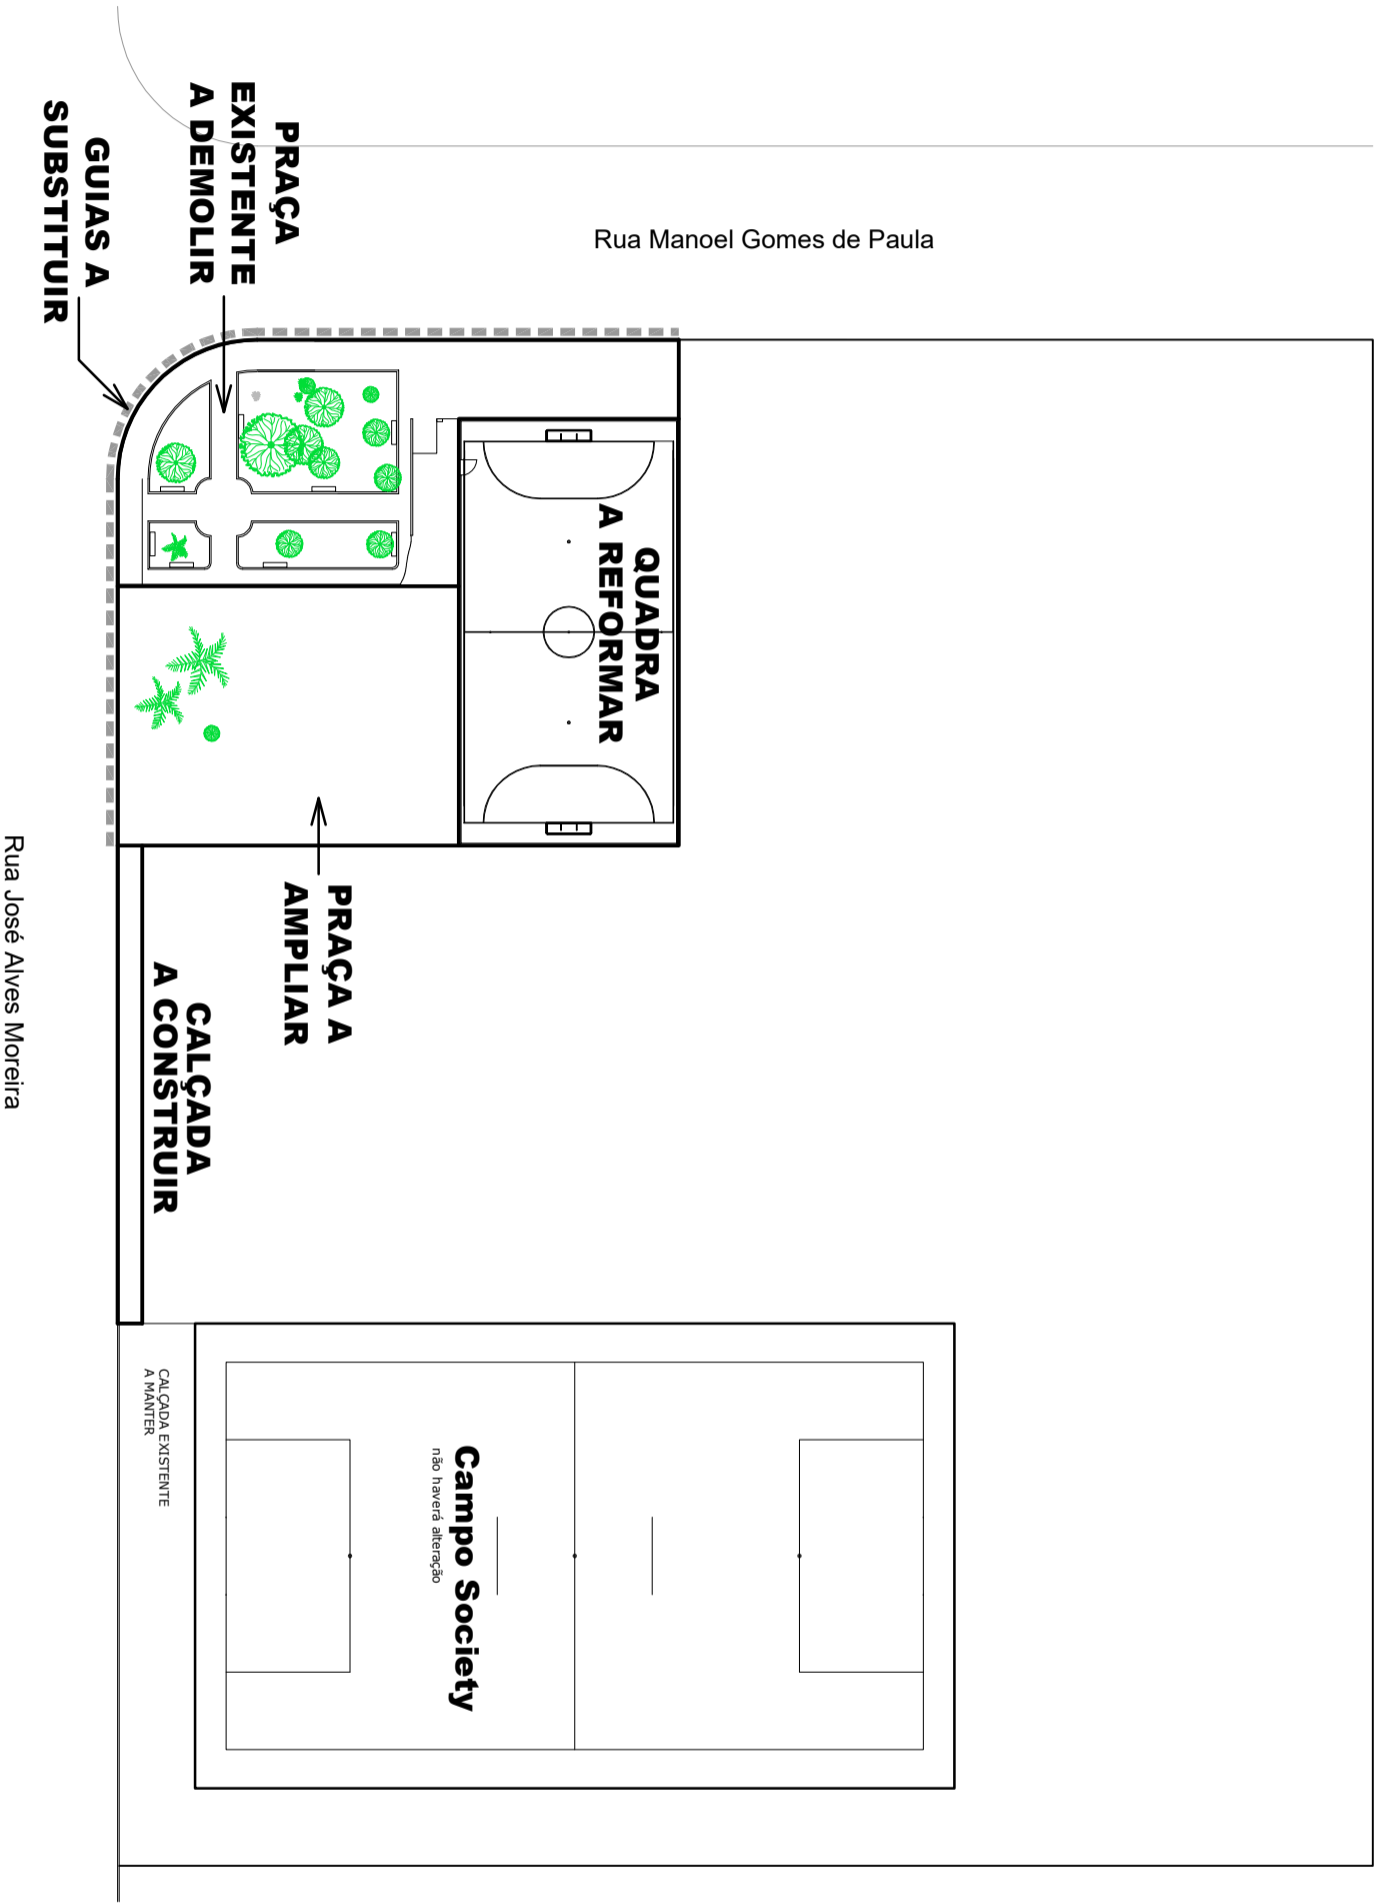 Rua Manoel Gomes de Paula
PRAÇA
EXISTENTE
A DEMOLIR
GUIAS A
SUBSTITUIR
QUADRA
A REFORMAR
PRAÇA A
AMPLIAR
CALÇADA
A CONSTRUIR
Rua José Alves Moreira
CALÇADA EXISTENTE
A MANTER
Campo Society
não haverá alteração